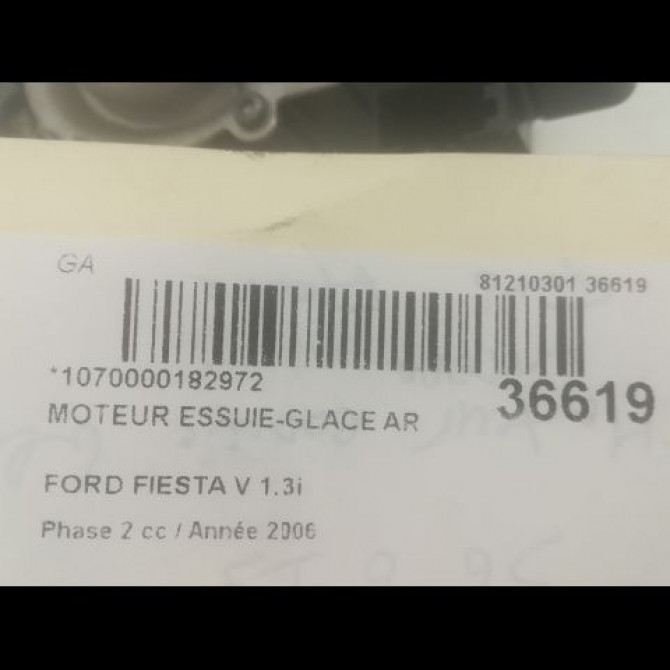 GA
81210301 36619
*1070000182972
36619
MOTEUR ESSUIE-GLACE AR
FORD FIESTA V 1.3i
Phase 2 cc / Année 2006